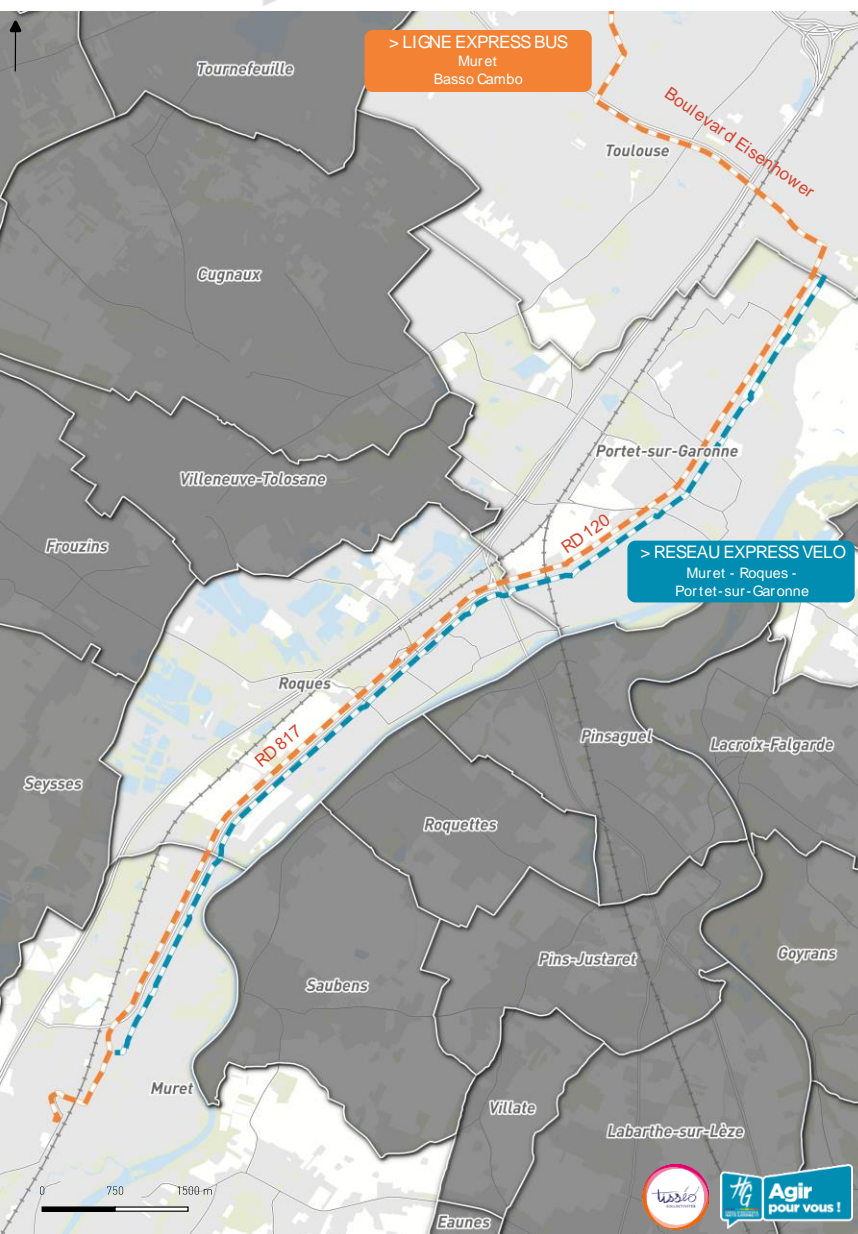 > LIGNE EXPRESS BUS
Muret
Basso Cambo
Tournefeuille
Boulevard Eisenhower
Toulouse
Cugnaux
Portet-sur-Garonne
Villeneuve-Tolosane
RD 120
Frouzins
> RESEAU EXPRESS VELO
Muret - Roques -
Portet-sur-Garonne
Roques
RD 817
Pinsaguel
Lacroix-Falgarde
Seysses
Roquettes
Goyrans
Pins-Justaret
Saubens
Muret
Villate
Labarthe-sur-Lèze
0 750 1500 m
Eaunes
tisséo
COLLECTIVITÉS
HG
Agir
pour vous !